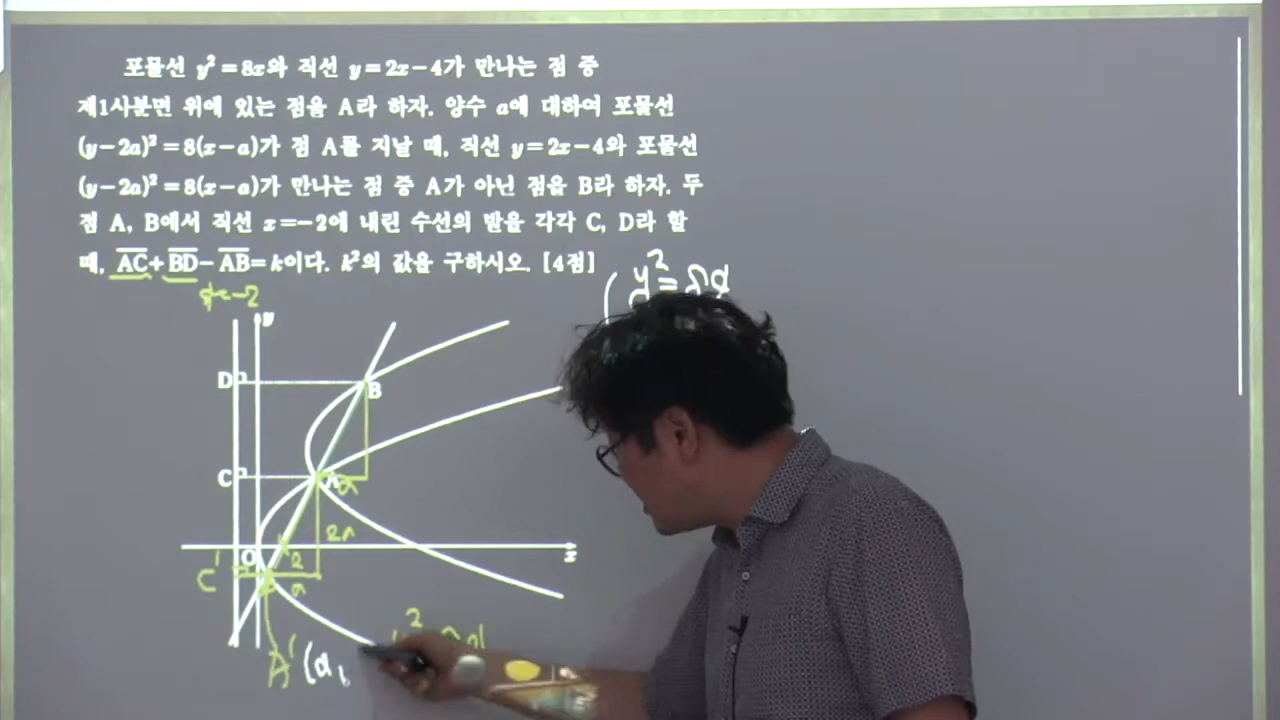 포물선 y² = 8x와 직선 y = 2x - 4가 만나는 점 중
제1사분면 위에 있는 점을 A라 하자. 양수 a에 대하여 포물선
(y - 2a)² = 8(x - a)가 점 A를 지날 때, 직선 y = 2x - 4와 포물선
(y - 2a)² = 8(x - a)가 만나는 점 중 A가 아닌 점을 B라 하자. 두
점 A, B에서 직선 x = -2에 내린 수선의 발을 각각 C, D라 할
때, AC + BD - AB = k이다. k²의 값을 구하시오. [4점]
( y² = 8x
x = -2
y
D
B
C
A
a
2a
O
2
x
C'
a
A' (α,